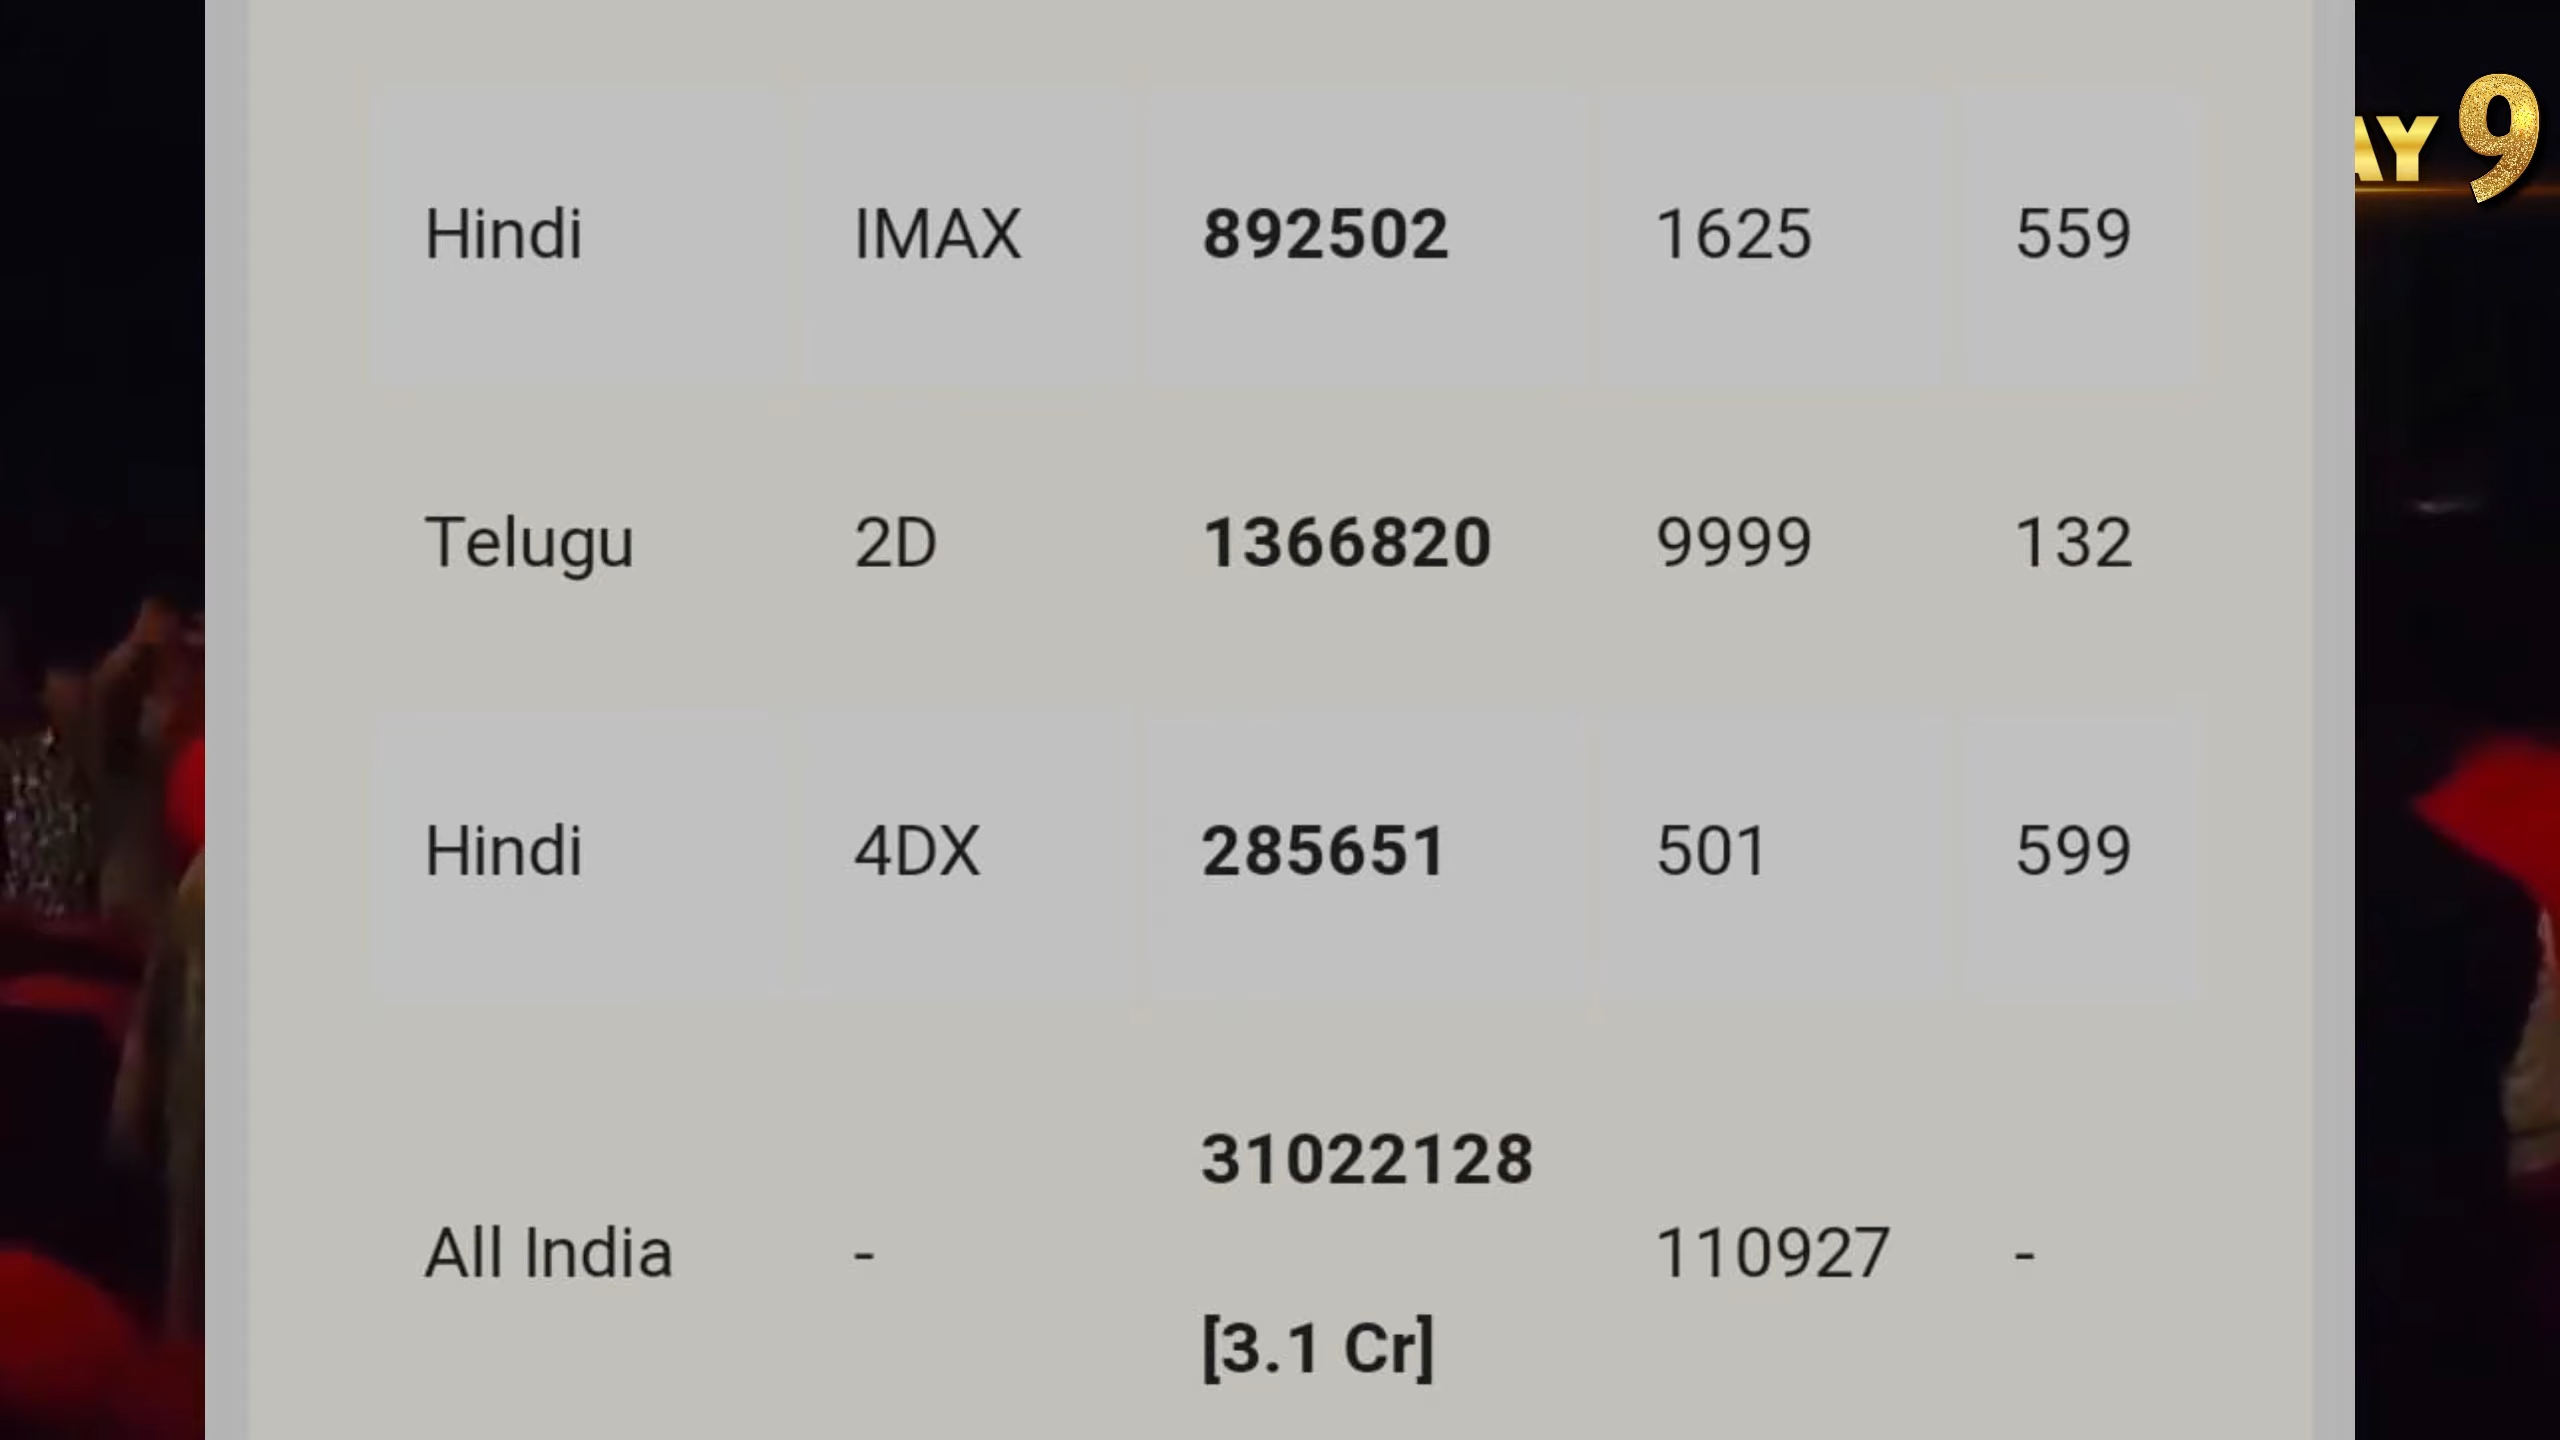 AY 9
Hindi IMAX 892502 1625 559
Telugu 2D 1366820 9999 132
Hindi 4DX 285651 501 599
31022128
All India - 110927 -
[3.1 Cr]